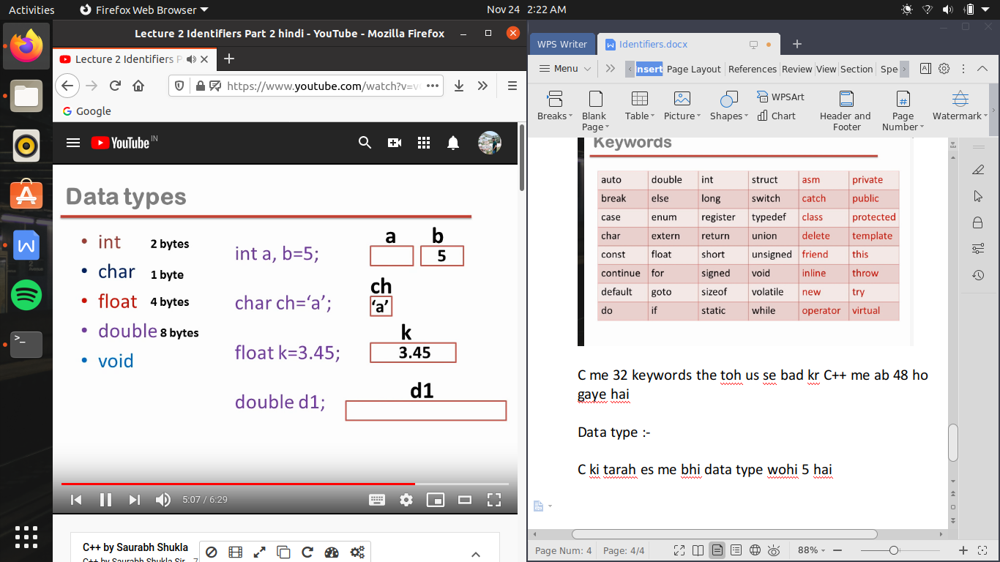 Activities
Firefox Web Browser
Nov 24 2:22 AM
Lecture 2 Identifiers Part 2 hindi - YouTube - Mozilla Firefox
Lecture 2 Identifiers P
https://www.youtube.com/watch?v=v
Google
YouTube IN
Data types
• int 2 bytes
• char 1 byte
• float 4 bytes
• double 8 bytes
• void
int a, b=5;
a b
5
char ch=‘a’;
ch
‘a’
float k=3.45;
k
3.45
double d1;
d1
5:07 / 6:29
C++ by Saurabh Shukla
C++ by Saurabh Shukla Sir
WPS Writer
Identifiers.docx
Menu
Insert Page Layout References Review View Section Spe
Breaks
Blank Page
Table
Picture
Shapes
WPSArt
Chart
Header and Footer
Page Number
Watermark
Keywords
auto double int struct asm private
break else long switch catch public
case enum register typedef class protected
char extern return union delete template
const float short unsigned friend this
continue for signed void inline throw
default goto sizeof volatile new try
do if static while operator virtual
C me 32 keywords the toh us se bad kr C++ me ab 48 ho
gaye hai
Data type :-
C ki tarah es me bhi data type wohi 5 hai
Page Num: 4 Page: 4/4
88%